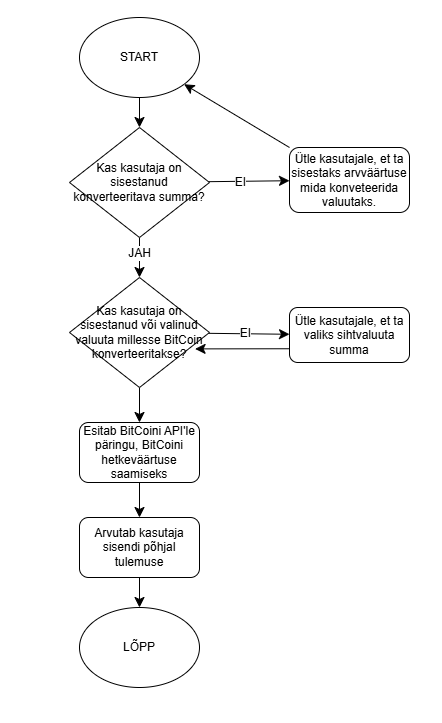 START
Kas kasutaja on
sisestanud
konverteeritava summa?
EI
Ütle kasutajale, et ta
sisestaks arvväärtuse
mida konveteerida
valuutaks.
JAH
Kas kasutaja on
sisestanud või valinud
valuuta millesse BitCoin
konverteeritakse?
EI
Ütle kasutajale, et ta
valiks sihtvaluuta
summa
Esitab BitCoini API'le
päringu, BitCoini
hetkeväärtuse
saamiseks
Arvutab kasutaja
sisendi põhjal
tulemuse
LÕPP